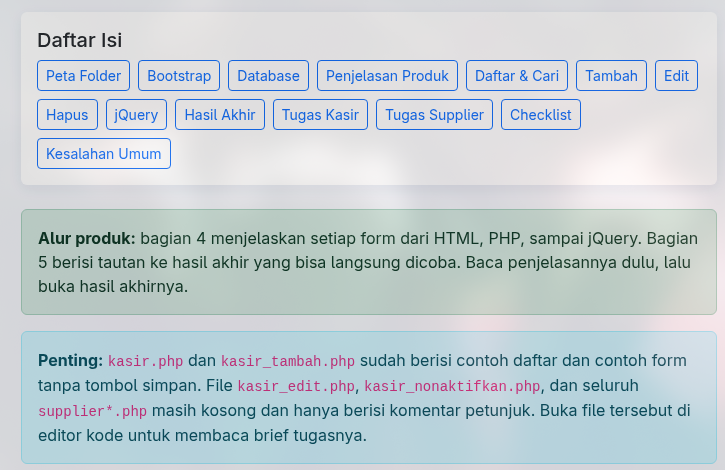 Daftar Isi
Peta Folder Bootstrap Database Penjelasan Produk Daftar & Cari Tambah Edit
Hapus jQuery Hasil Akhir Tugas Kasir Tugas Supplier Checklist
Kesalahan Umum
Alur produk: bagian 4 menjelaskan setiap form dari HTML, PHP, sampai jQuery. Bagian
5 berisi tautan ke hasil akhir yang bisa langsung dicoba. Baca penjelasannya dulu, lalu
buka hasil akhirnya.
Penting: kasir.php dan kasir_tambah.php sudah berisi contoh daftar dan contoh form
tanpa tombol simpan. File kasir_edit.php, kasir_nonaktifkan.php, dan seluruh
supplier*.php masih kosong dan hanya berisi komentar petunjuk. Buka file tersebut di
editor kode untuk membaca brief tugasnya.